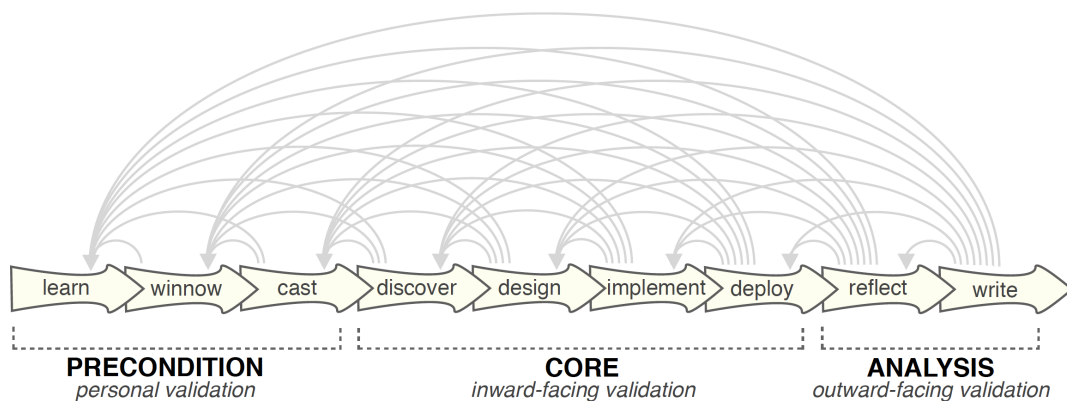 learn winnow cast discover design implement deploy reflect write
PRECONDITION CORE ANALYSIS
personal validation inward-facing validation outward-facing validation